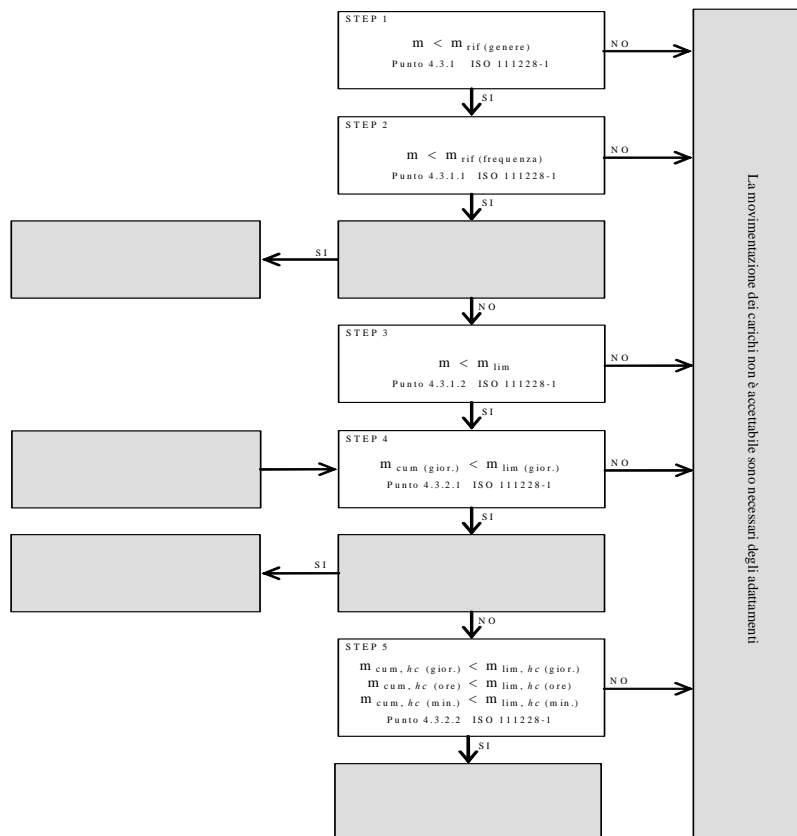 STEP 1
m < m rif (genere)
Punto 4.3.1 ISO 111228-1
NO
SI
STEP 2
m < m rif (frequenza)
Punto 4.3.1.1 ISO 111228-1
NO
SI
SI
NO
STEP 3
m < m lim
Punto 4.3.1.2 ISO 111228-1
NO
SI
STEP 4
m cum (gior.) < m lim (gior.)
Punto 4.3.2.1 ISO 111228-1
NO
SI
SI
NO
STEP 5
m cum, hc (gior.) < m lim, hc (gior.)
m cum, hc (ore) < m lim, hc (ore)
m cum, hc (min.) < m lim, hc (min.)
Punto 4.3.2.2 ISO 111228-1
NO
SI
La movimentazione dei carichi non è accettabile sono necessari degli adattamenti